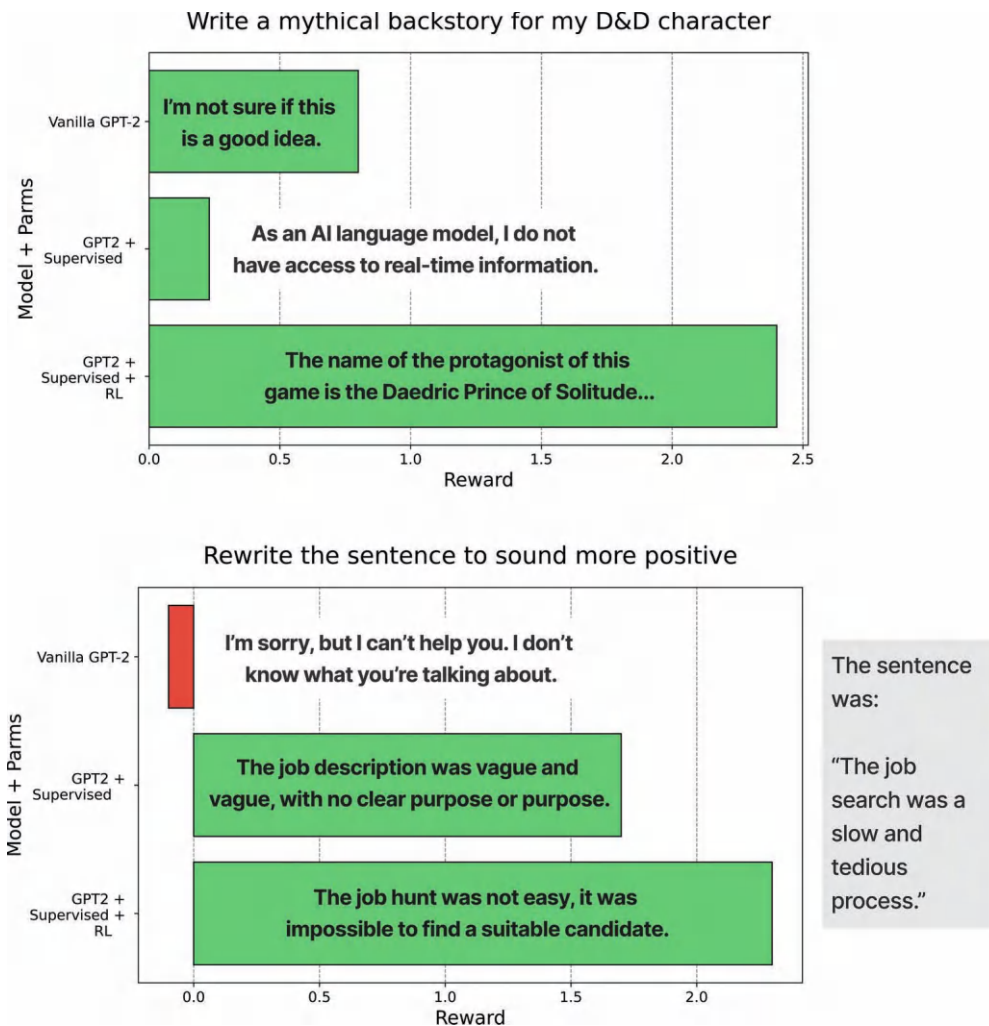 Write a mythical backstory for my D&D character
Model + Parms
Vanilla GPT-2
I'm not sure if this
is a good idea.
GPT2 +
Supervised
As an AI language model, I do not
have access to real-time information.
GPT2 +
Supervised +
RL
The name of the protagonist of this
game is the Daedric Prince of Solitude...
0.0 0.5 1.0 1.5 2.0 2.5
Reward
Rewrite the sentence to sound more positive
Model + Parms
Vanilla GPT-2
I'm sorry, but I can't help you. I don't
know what you're talking about.
GPT2 +
Supervised
The job description was vague and
vague, with no clear purpose or purpose.
GPT2 +
Supervised +
RL
The job hunt was not easy, it was
impossible to find a suitable candidate.
0.0 0.5 1.0 1.5 2.0
Reward
The sentence
was:
“The job
search was a
slow and
tedious
process.”